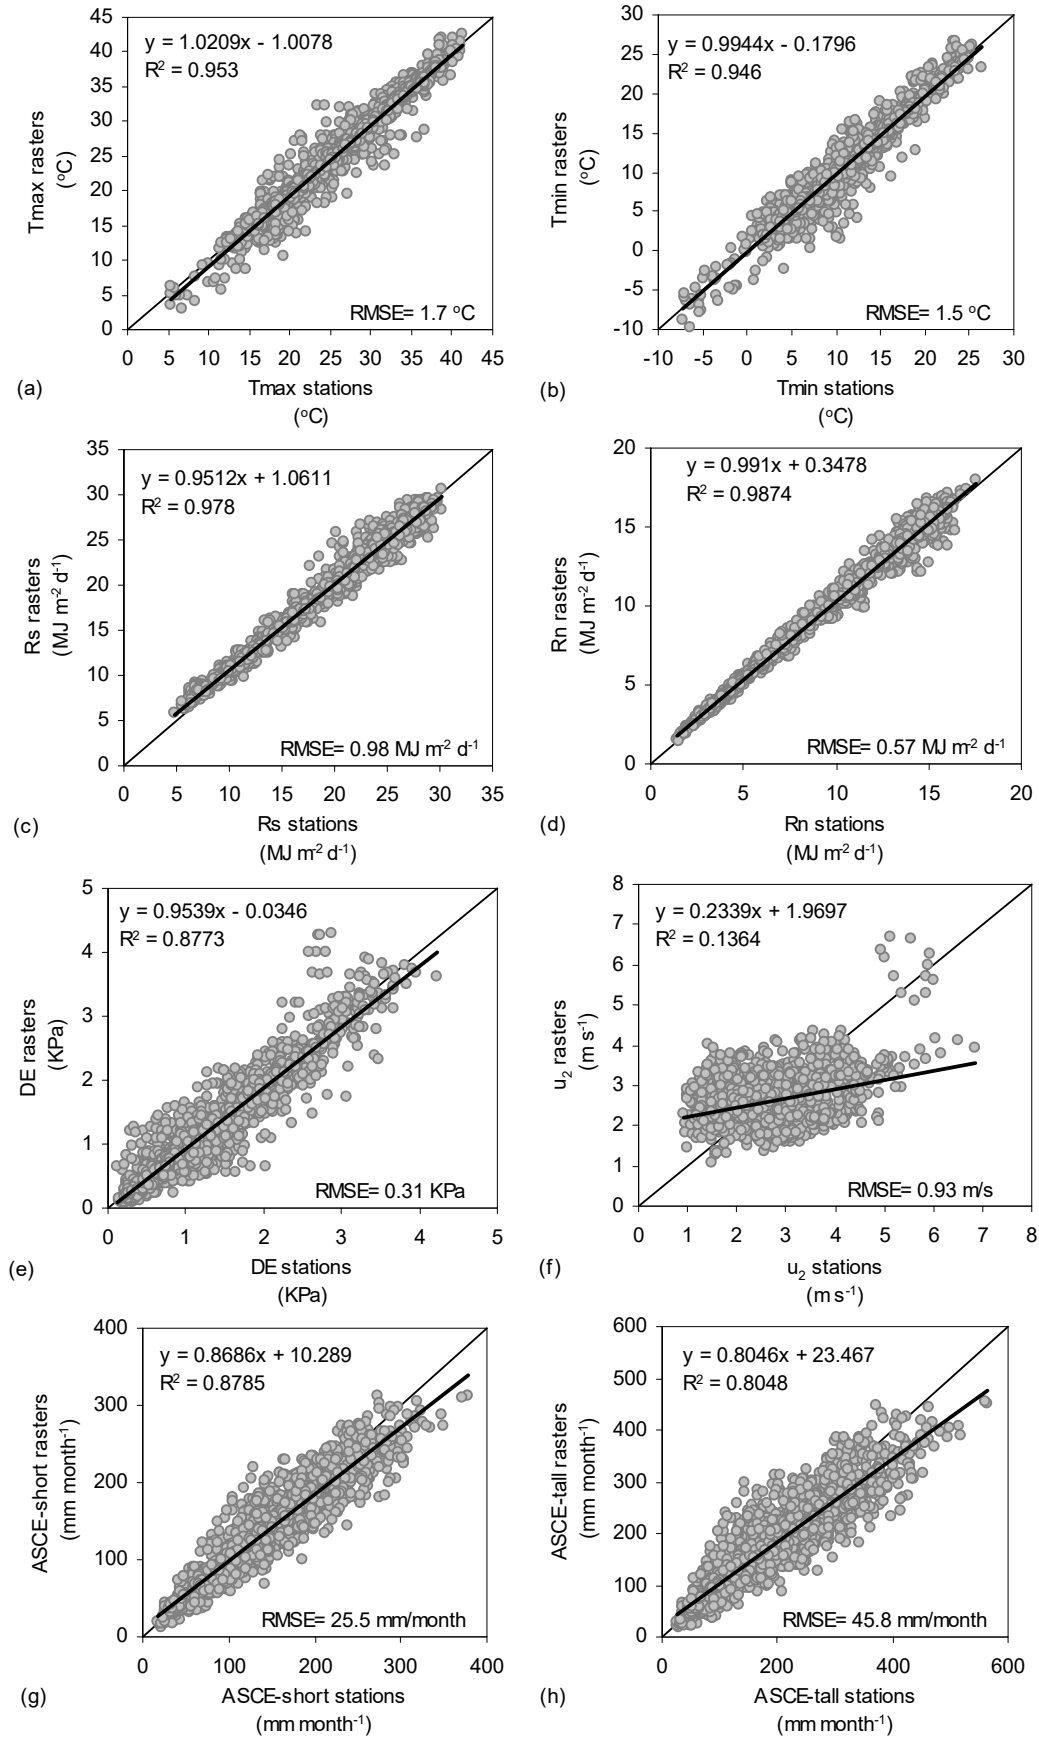 45
40
35
30
25
20
15
10
5
0
y = 1.0209x - 1.0078
R² = 0.953
RMSE= 1.7 °C
Tmax rasters
(°C)
0 5 10 15 20 25 30 35 40 45
(a)
Tmax stations
(°C)
30
25
20
15
10
5
0
-5
-10
y = 0.9944x - 0.1796
R² = 0.946
RMSE= 1.5 °C
Tmin rasters
(°C)
-10 -5 0 5 10 15 20 25 30
(b)
Tmin stations
(°C)
35
30
25
20
15
10
5
0
y = 0.9512x + 1.0611
R² = 0.978
RMSE= 0.98 MJ m⁻² d⁻¹
Rs rasters
(MJ m⁻² d⁻¹)
0 5 10 15 20 25 30 35
(c)
Rs stations
(MJ m⁻² d⁻¹)
20
15
10
5
0
y = 0.991x + 0.3478
R² = 0.9874
RMSE= 0.57 MJ m⁻² d⁻¹
Rn rasters
(MJ m⁻² d⁻¹)
0 5 10 15 20
(d)
Rn stations
(MJ m⁻² d⁻¹)
5
4
3
2
1
0
y = 0.9539x - 0.0346
R² = 0.8773
RMSE= 0.31 KPa
DE rasters
(KPa)
0 1 2 3 4 5
(e)
DE stations
(KPa)
8
7
6
5
4
3
2
1
0
y = 0.2339x + 1.9697
R² = 0.1364
RMSE= 0.93 m/s
u₂ rasters
(m s⁻¹)
0 1 2 3 4 5 6 7 8
(f)
u₂ stations
(m s⁻¹)
400
300
200
100
0
y = 0.8686x + 10.289
R² = 0.8785
RMSE= 25.5 mm/month
ASCE-short rasters
(mm month⁻¹)
0 100 200 300 400
(g)
ASCE-short stations
(mm month⁻¹)
600
500
400
300
200
100
0
y = 0.8046x + 23.467
R² = 0.8048
RMSE= 45.8 mm/month
ASCE-tall rasters
(mm month⁻¹)
0 200 400 600
(h)
ASCE-tall stations
(mm month⁻¹)